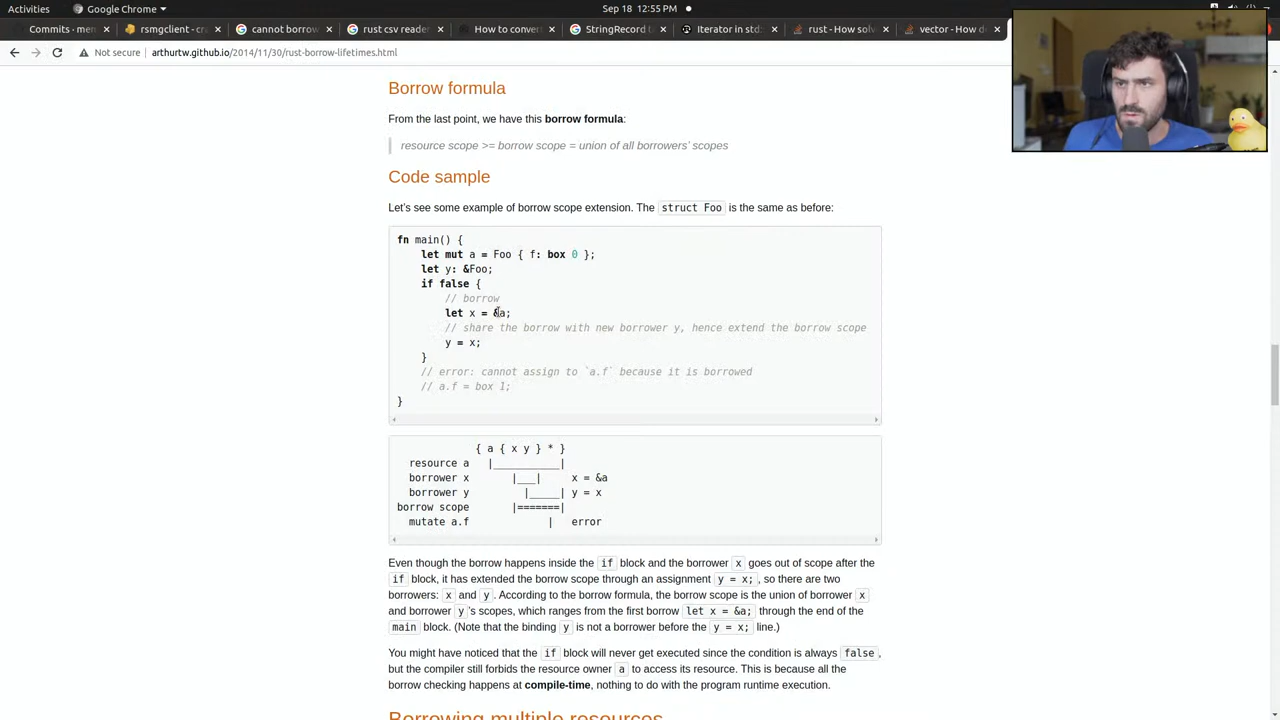 Activities
Google Chrome
Sep 18 12:55 PM
Commits · mem
rsmgclient - cra
cannot borrow
rust csv reader
How to convert
StringRecord to
Iterator in std::
rust - How solv
vector - How do
Not secure
arthurtw.github.io/2014/11/30/rust-borrow-lifetimes.html
Borrow formula
From the last point, we have this borrow formula:
resource scope >= borrow scope = union of all borrowers' scopes
Code sample
Let's see some example of borrow scope extension. The struct Foo is the same as before:
fn main() {
    let mut a = Foo { f: box 0 };
    let y: &Foo;
    if false {
        // borrow
        let x = &a;
        // share the borrow with new borrower y, hence extend the borrow scope
        y = x;
    }
    // error: cannot assign to `a.f` because it is borrowed
    // a.f = box 1;
}
             { a { x y } * }
  resource a   |___________|
  borrower x       |___|     x = &a
  borrower y         |_____| y = x
borrow scope       |=======|
  mutate a.f             |   error
Even though the borrow happens inside the if block and the borrower x goes out of scope after the
if block, it has extended the borrow scope through an assignment y = x;, so there are two
borrowers: x and y. According to the borrow formula, the borrow scope is the union of borrower x
and borrower y's scopes, which ranges from the first borrow let x = &a; through the end of the
main block. (Note that the binding y is not a borrower before the y = x; line.)
You might have noticed that the if block will never get executed since the condition is always false,
but the compiler still forbids the resource owner a to access its resource. This is because all the
borrow checking happens at compile-time, nothing to do with the program runtime execution.
Borrowing multiple resources